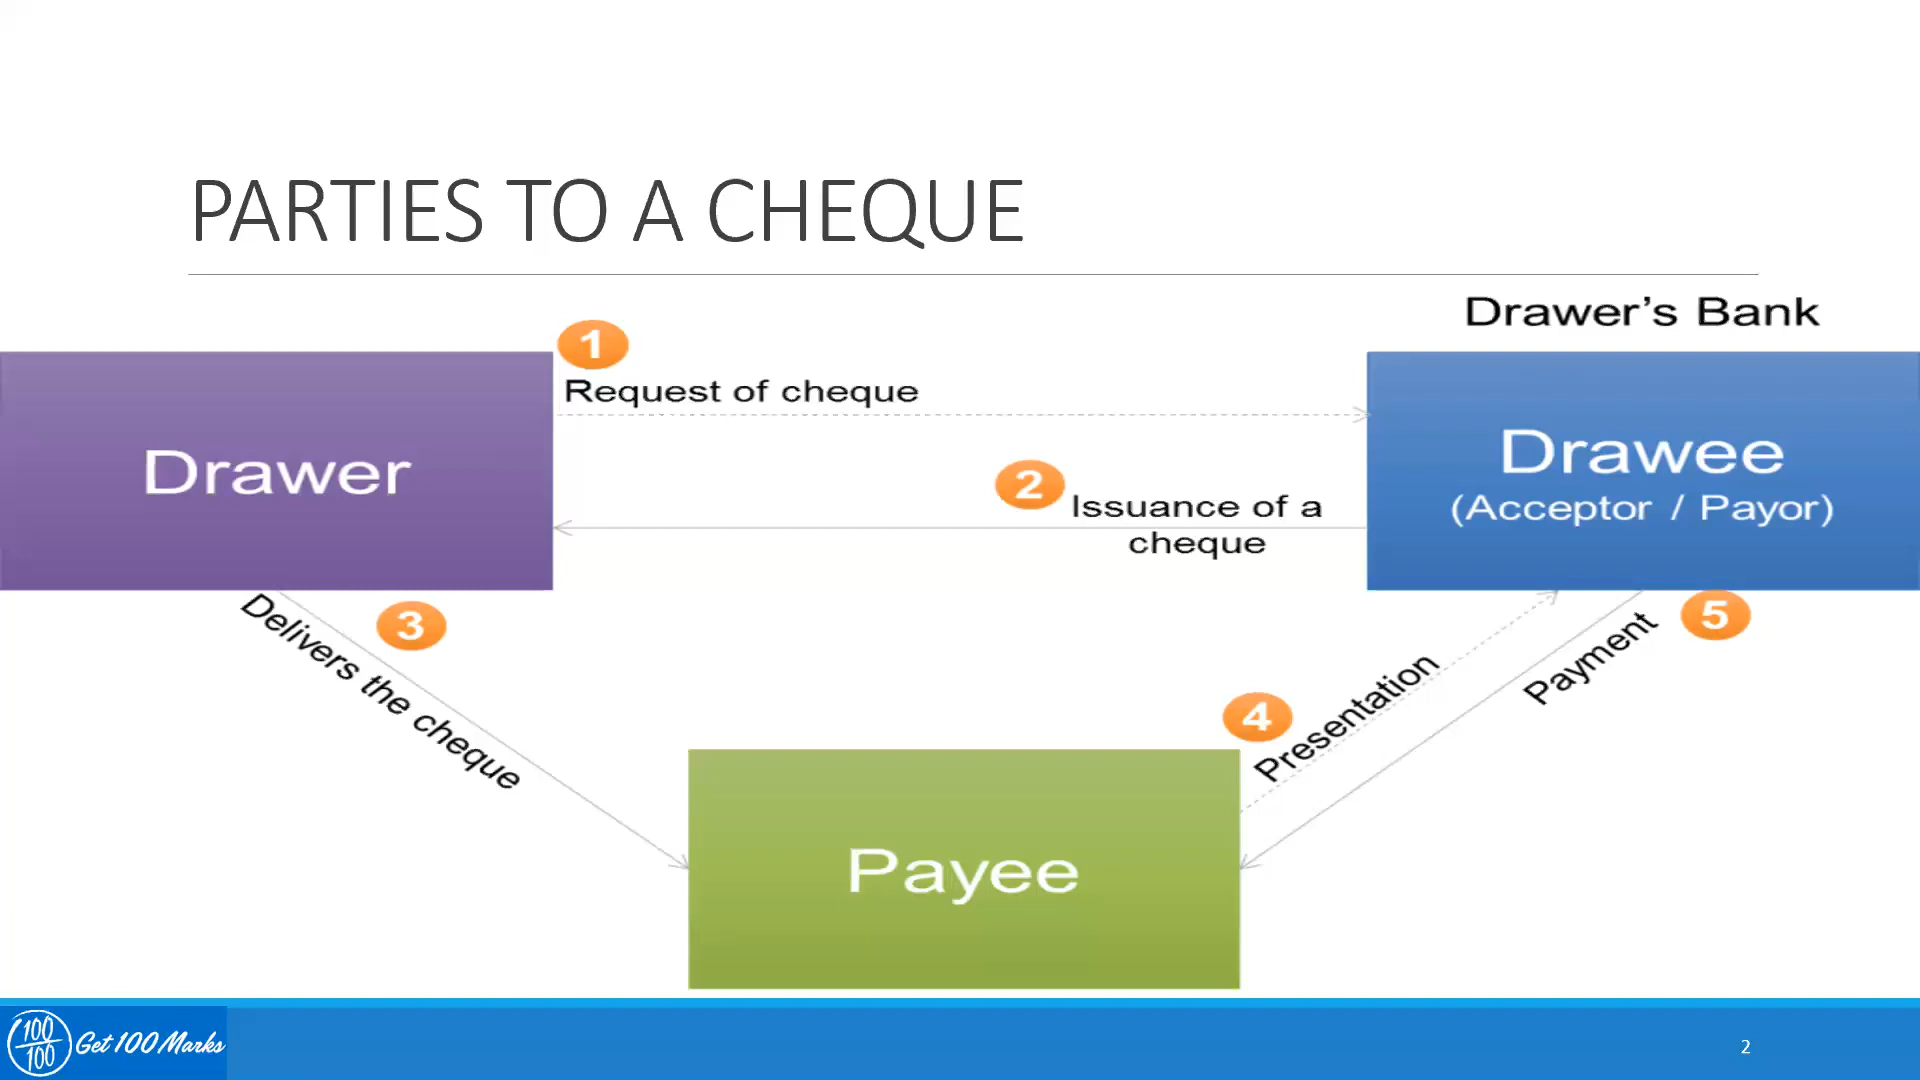 PARTIES TO A CHEQUE
Drawer's Bank
1
Request of cheque
Drawer
Drawee
(Acceptor / Payor)
2
Issuance of a
cheque
3
Delivers the cheque
4
Presentation
5
Payment
Payee
100
100
Get 100 Marks
2